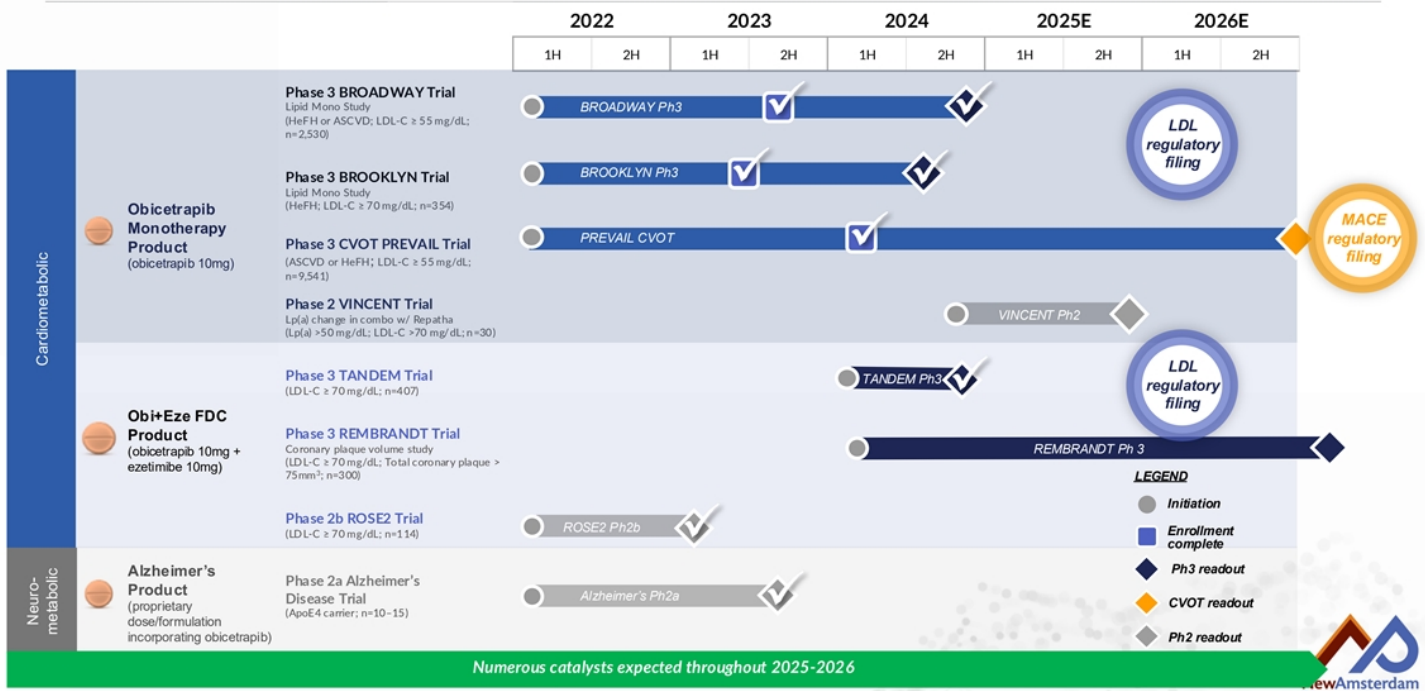 2022 2023 2024 2025E 2026E
1H 2H 1H 2H 1H 2H 1H 2H 1H 2H
Cardiometabolic
Obicetrapib
Monotherapy
Product
(obicetrapib 10mg)
Phase 3 BROADWAY Trial
Lipid Mono Study
(HeFH or ASCVD; LDL-C ≥ 55 mg/dL;
n=2,530)
BROADWAY Ph3
Phase 3 BROOKLYN Trial
Lipid Mono Study
(HeFH; LDL-C ≥ 70 mg/dL; n=354)
BROOKLYN Ph3
LDL
regulatory
filing
Phase 3 CVOT PREVAIL Trial
(ASCVD or HeFH; LDL-C ≥ 55 mg/dL;
n=9,541)
PREVAIL CVOT
MACE
regulatory
filing
Phase 2 VINCENT Trial
Lp(a) change in combo w/ Repatha
(Lp(a) >50 mg/dL; LDL-C >70 mg/dL; n=30)
VINCENT Ph2
Obi+Eze FDC
Product
(obicetrapib 10mg +
ezetimibe 10mg)
Phase 3 TANDEM Trial
(LDL-C ≥ 70 mg/dL; n=407)
TANDEM Ph3
LDL
regulatory
filing
Phase 3 REMBRANDT Trial
Coronary plaque volume study
(LDL-C ≥ 70 mg/dL; Total coronary plaque >
75mm³; n=300)
REMBRANDT Ph 3
Phase 2b ROSE2 Trial
(LDL-C ≥ 70 mg/dL; n=114)
ROSE2 Ph2b
Neuro-
metabolic
Alzheimer's
Product
(proprietary
dose/formulation
incorporating obicetrapib)
Phase 2a Alzheimer's
Disease Trial
(ApoE4 carrier; n=10–15)
Alzheimer's Ph2a
LEGEND
Initiation
Enrollment
complete
Ph3 readout
CVOT readout
Ph2 readout
Numerous catalysts expected throughout 2025-2026
NewAmsterdam